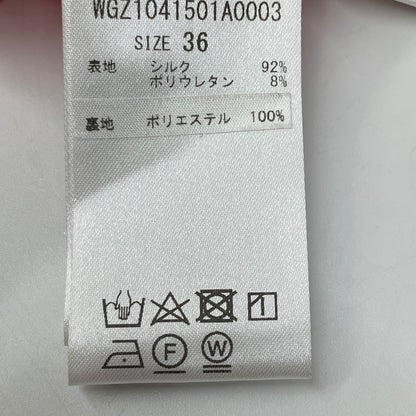 WGZ1041501A0003
SIZE 36
表地 シルク 92%
ポリウレタン 8%
裏地 ポリエステル 100%
F W